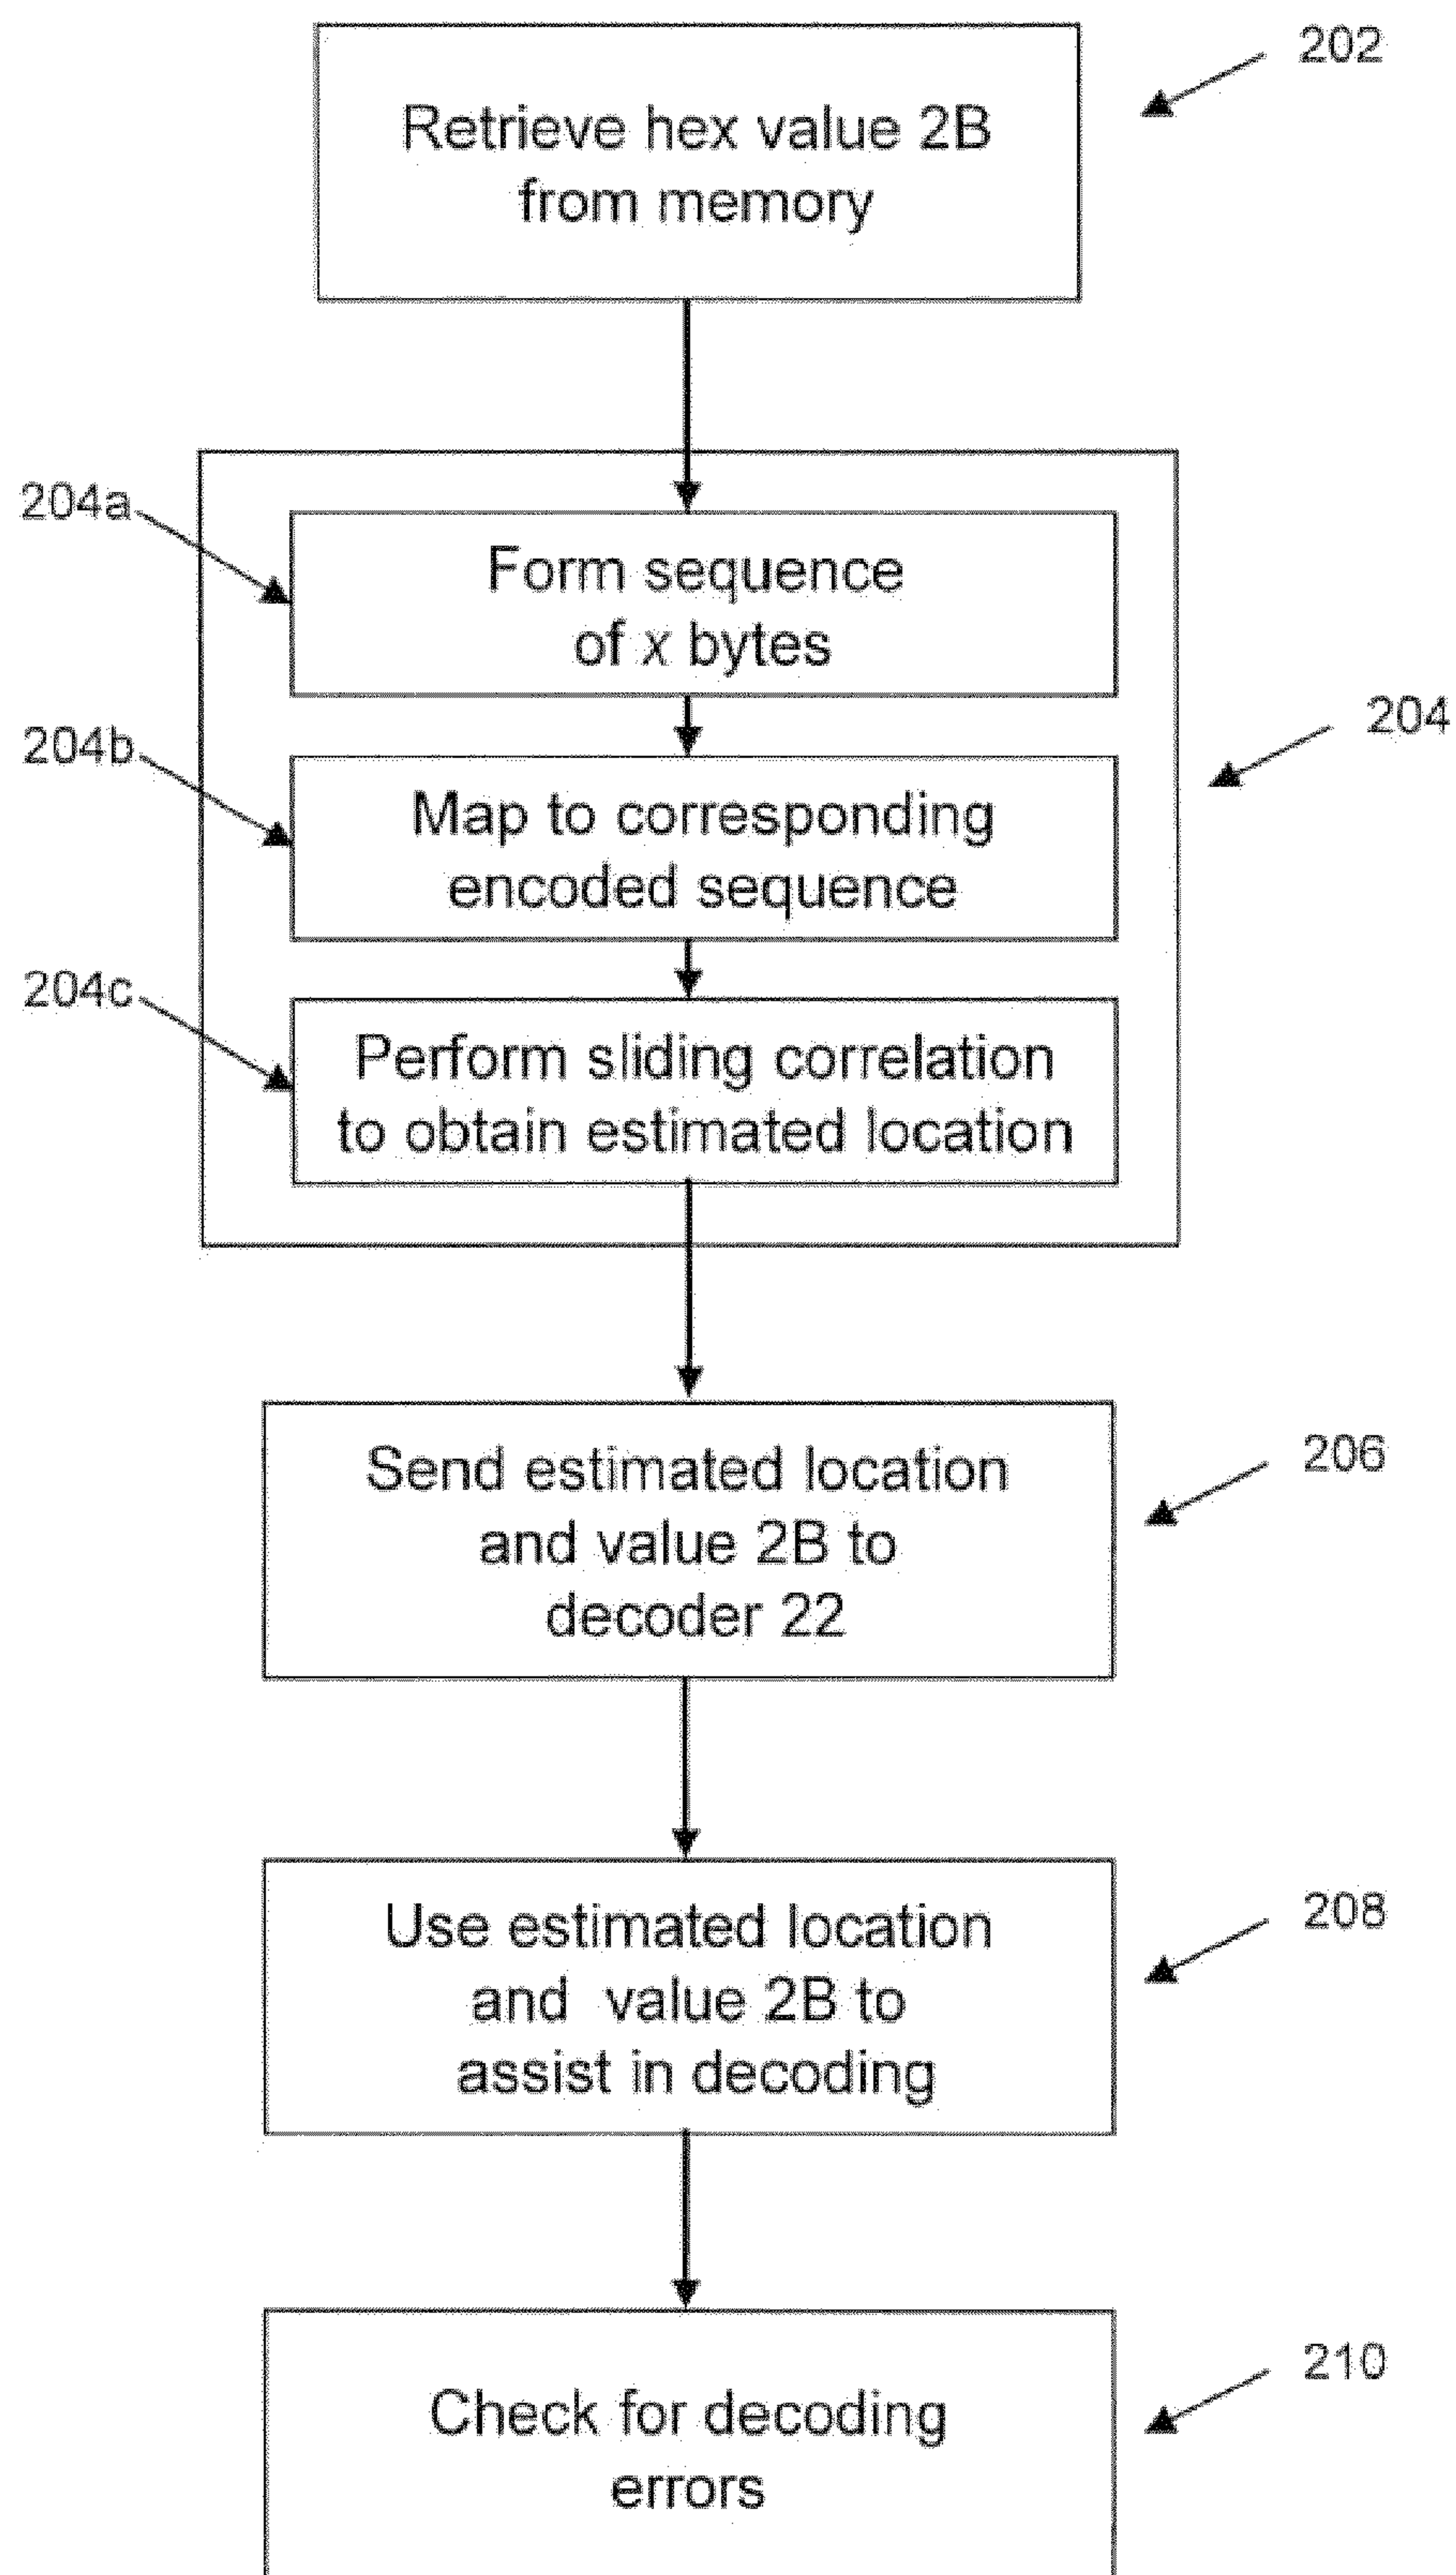 202
Retrieve hex value 2B
from memory
204a
Form sequence
of x bytes
204
204b
Map to corresponding
encoded sequence
204c
Perform sliding correlation
to obtain estimated location
206
Send estimated location
and value 2B to
decoder 22
208
Use estimated location
and value 2B to
assist in decoding
210
Check for decoding
errors